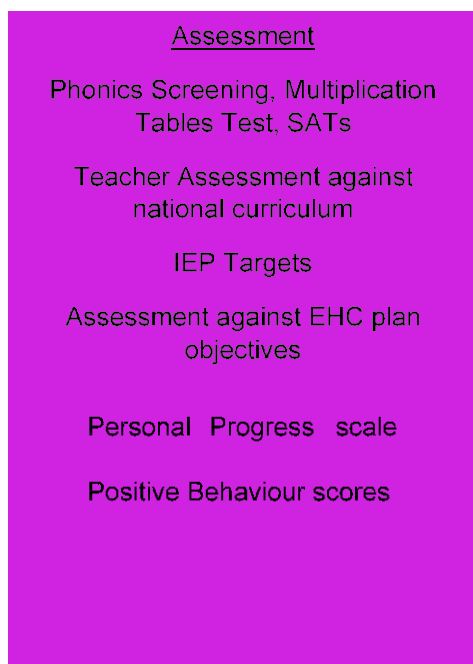 Assessment
Phonics Screening, Multiplication
Tables Test, SATs
Teacher Assessment against
national curriculum
IEP Targets
Assessment against EHC plan
objectives
Personal Progress scale
Positive Behaviour scores